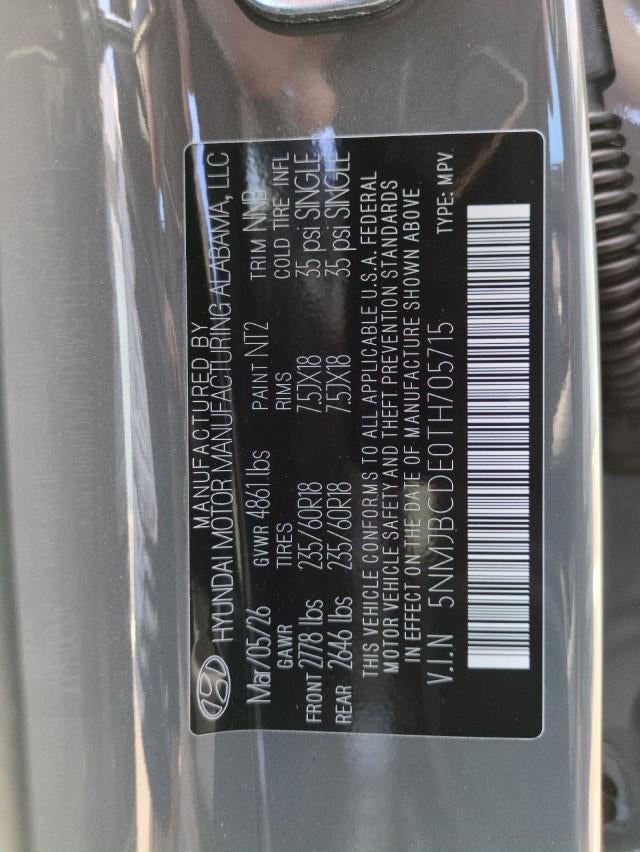 MANUFACTURED BY
HYUNDAI MOTOR MANUFACTURING ALABAMA, LLC
Mar/05/26 GVWR 4861 lbs PAINT NT2 TRIM NNB
GAWR TIRES RIMS COLD TIRE INFL
FRONT 2778 lbs 235/60R18 7.5JX18 35 psi SINGLE
REAR 2646 lbs 235/60R18 7.5JX18 35 psi SINGLE
THIS VEHICLE CONFORMS TO ALL APPLICABLE U.S.A. FEDERAL
MOTOR VEHICLE SAFETY AND THEFT PREVENTION STANDARDS
IN EFFECT ON THE DATE OF MANUFACTURE SHOWN ABOVE
V.I.N 5NMJBCDE0TH705715 TYPE: MPV